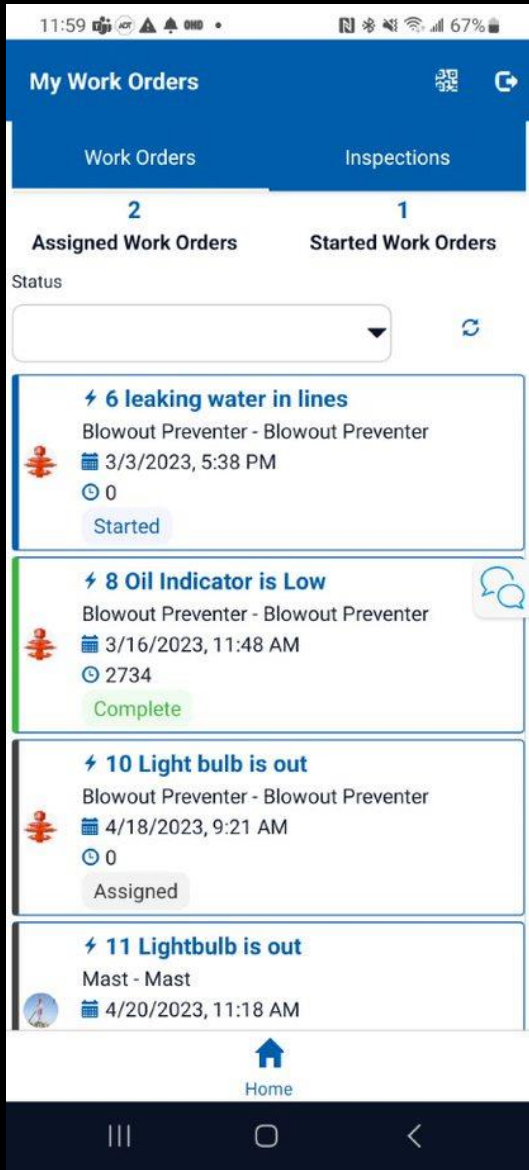 11:59 ADT OHD • 67%
My Work Orders
Work Orders Inspections
2 1
Assigned Work Orders Started Work Orders
Status
6 leaking water in lines
Blowout Preventer - Blowout Preventer
3/3/2023, 5:38 PM
0
Started
8 Oil Indicator is Low
Blowout Preventer - Blowout Preventer
3/16/2023, 11:48 AM
2734
Complete
10 Light bulb is out
Blowout Preventer - Blowout Preventer
4/18/2023, 9:21 AM
0
Assigned
11 Lightbulb is out
Mast - Mast
4/20/2023, 11:18 AM
Home